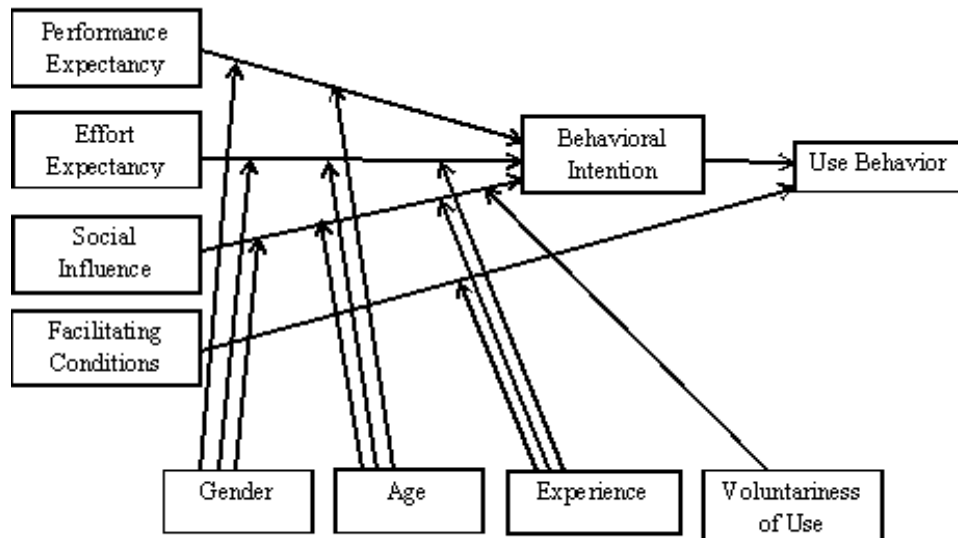 Performance
Expectancy
Effort
Expectancy
Social
Influence
Facilitating
Conditions
Behavioral
Intention
Use Behavior
Gender
Age
Experience
Voluntariness
of Use